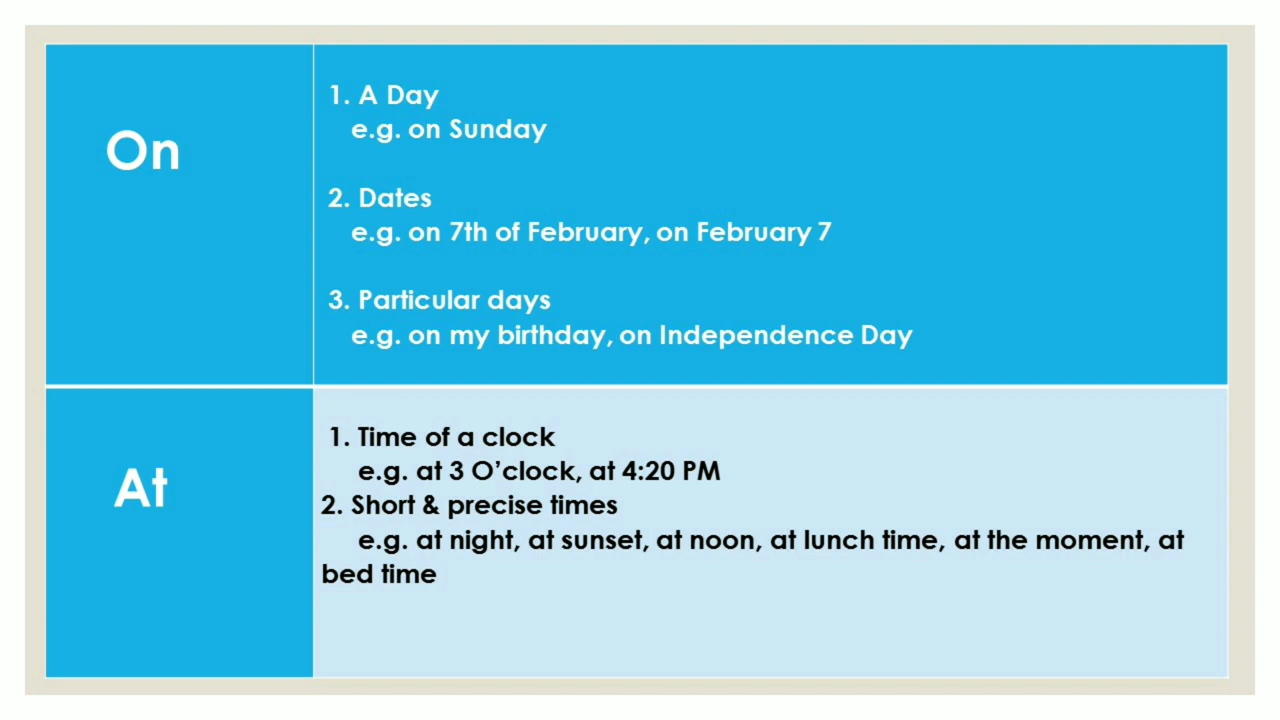 On
1. A Day
e.g. on Sunday
2. Dates
e.g. on 7th of February, on February 7
3. Particular days
e.g. on my birthday, on Independence Day
At
1. Time of a clock
e.g. at 3 O’clock, at 4:20 PM
2. Short & precise times
e.g. at night, at sunset, at noon, at lunch time, at the moment, at
bed time